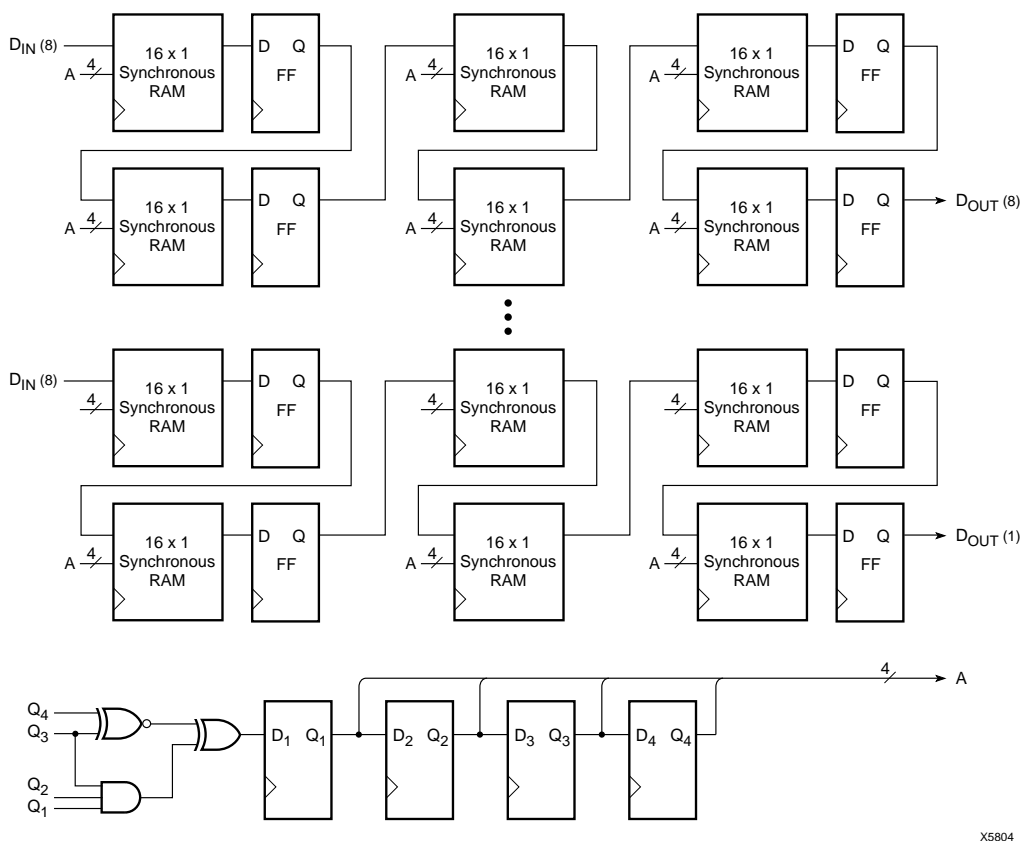 D_IN (8)
A
4
16 x 1
Synchronous
RAM
D Q
FF
A
4
16 x 1
Synchronous
RAM
A
4
16 x 1
Synchronous
RAM
D Q
FF
A
4
16 x 1
Synchronous
RAM
D Q
FF
A
4
16 x 1
Synchronous
RAM
A
4
16 x 1
Synchronous
RAM
D Q
FF
D_OUT (8)
D_IN (8)
4
16 x 1
Synchronous
RAM
D Q
FF
4
16 x 1
Synchronous
RAM
4
16 x 1
Synchronous
RAM
D Q
FF
A
4
16 x 1
Synchronous
RAM
D Q
FF
A
4
16 x 1
Synchronous
RAM
A
4
16 x 1
Synchronous
RAM
D Q
FF
D_OUT (1)
4
A
Q4
Q3
Q2
Q1
D1 Q1
D2 Q2
D3 Q3
D4 Q4
X5804